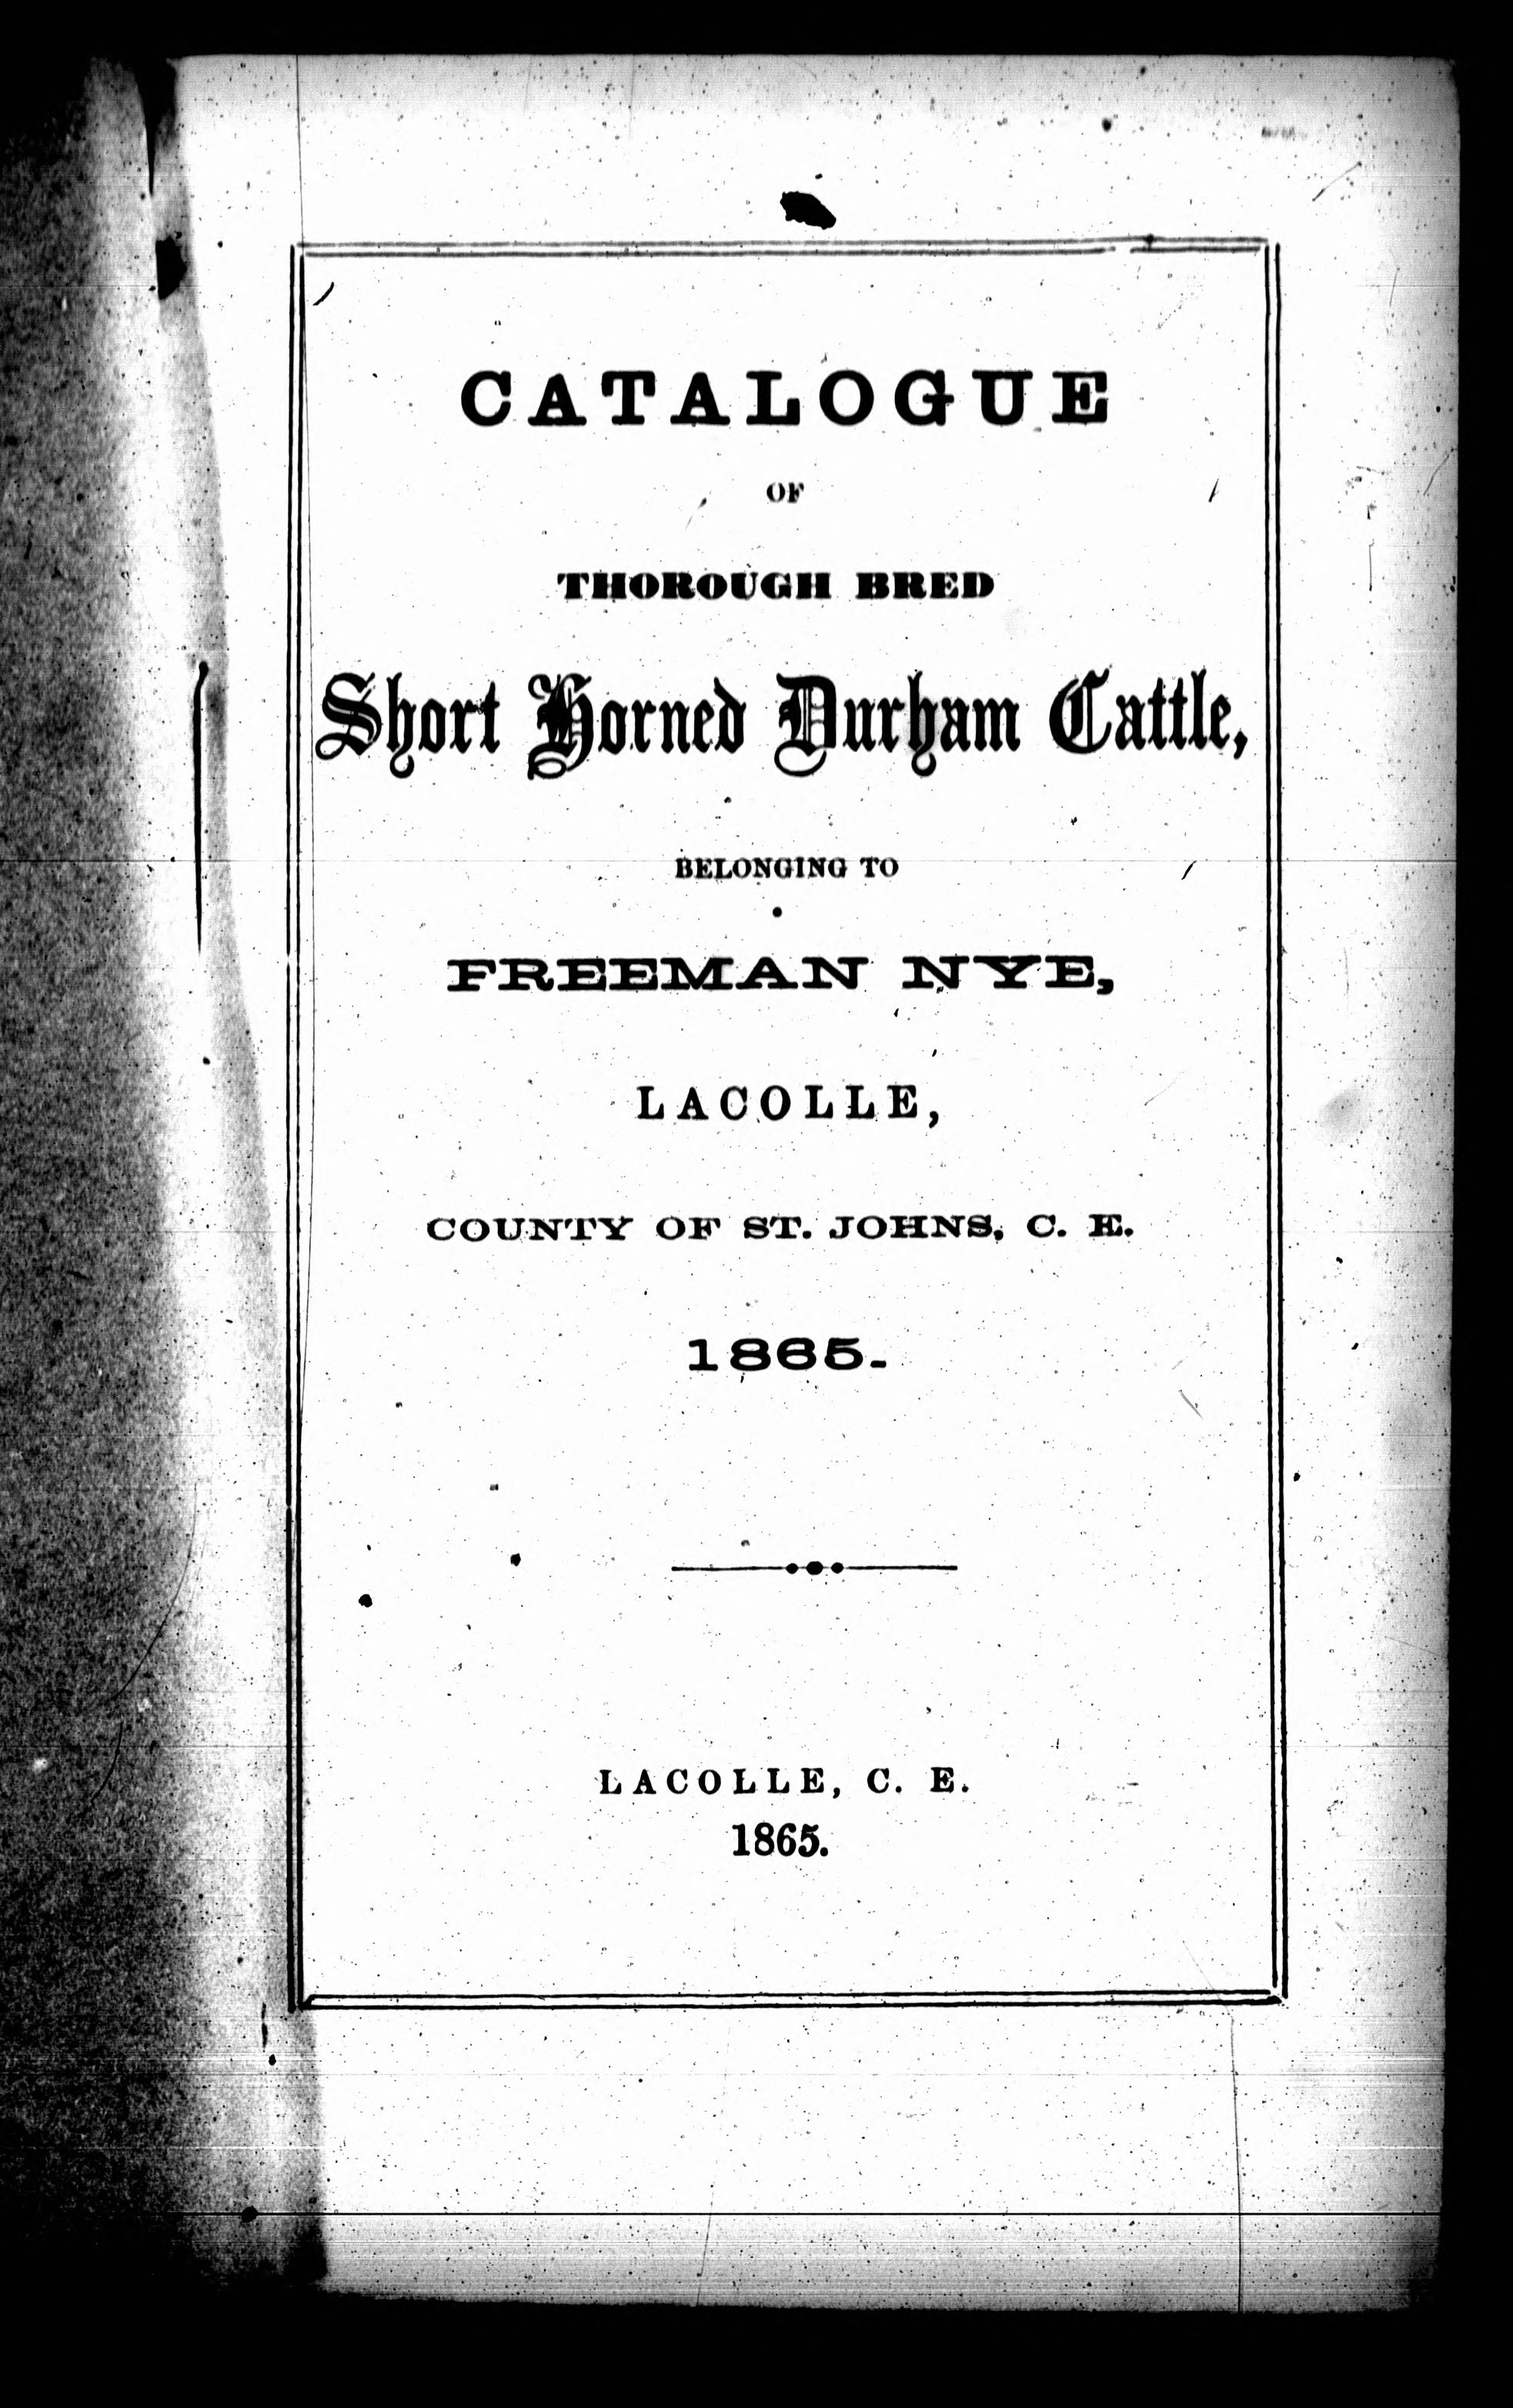 CATALOGUE
OF
THOROUGH BRED
Short Horned Durham Cattle,
BELONGING TO
FREEMAN NYE,
LACOLLE,
COUNTY OF ST. JOHNS, C. E.
1865.
LACOLLE, C. E.
1865.